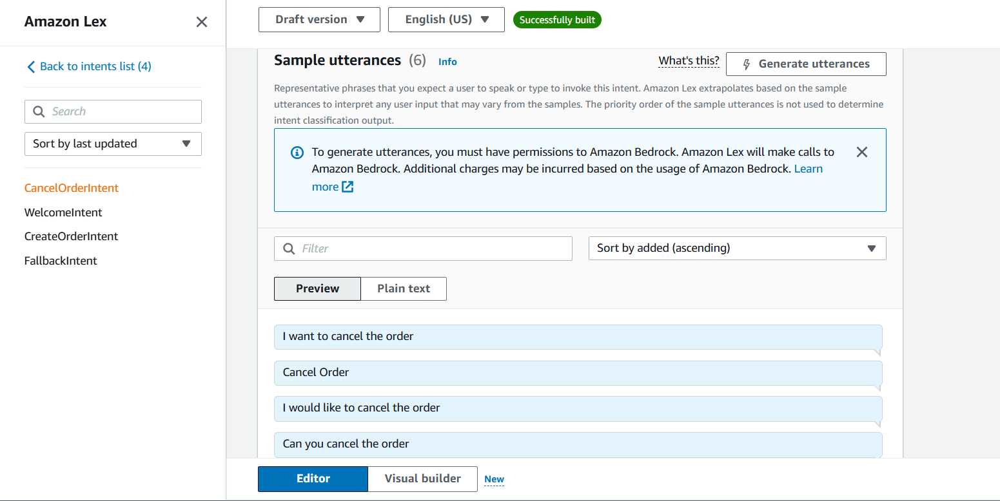 Amazon Lex
Back to intents list (4)
Search
Sort by last updated
CancelOrderIntent
WelcomeIntent
CreateOrderIntent
FallbackIntent
Draft version
English (US)
Successfully built
Sample utterances (6) Info
What's this?
Generate utterances
Representative phrases that you expect a user to speak or type to invoke this intent. Amazon Lex extrapolates based on the sample
utterances to interpret any user input that may vary from the samples. The priority order of the sample utterances is not used to determine
intent classification output.
To generate utterances, you must have permissions to Amazon Bedrock. Amazon Lex will make calls to
Amazon Bedrock. Additional charges may be incurred based on the usage of Amazon Bedrock. Learn
more
Filter
Sort by added (ascending)
Preview
Plain text
I want to cancel the order
Cancel Order
I would like to cancel the order
Can you cancel the order
Editor
Visual builder
New